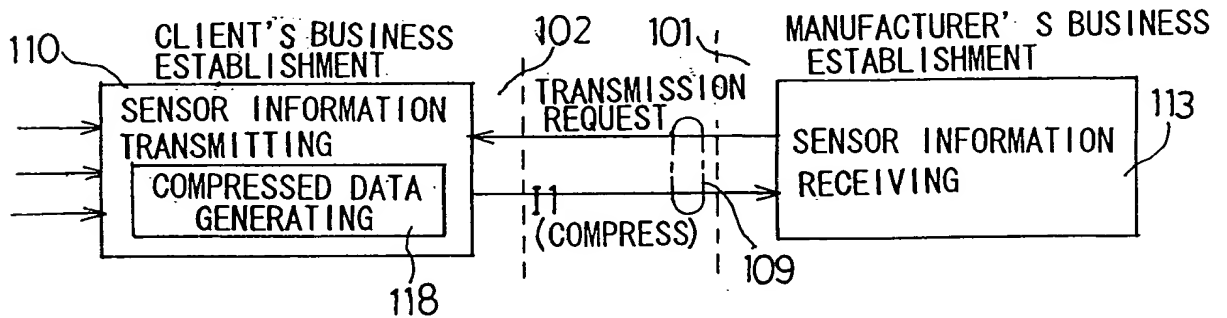 110
CLIENT'S BUSINESS
ESTABLISHMENT
102
101
MANUFACTURER'S BUSINESS
ESTABLISHMENT
SENSOR INFORMATION
TRANSMITTING
COMPRESSED DATA
GENERATING
118
TRANSMISSION
REQUEST
I1
(COMPRESS)
109
SENSOR INFORMATION
RECEIVING
113